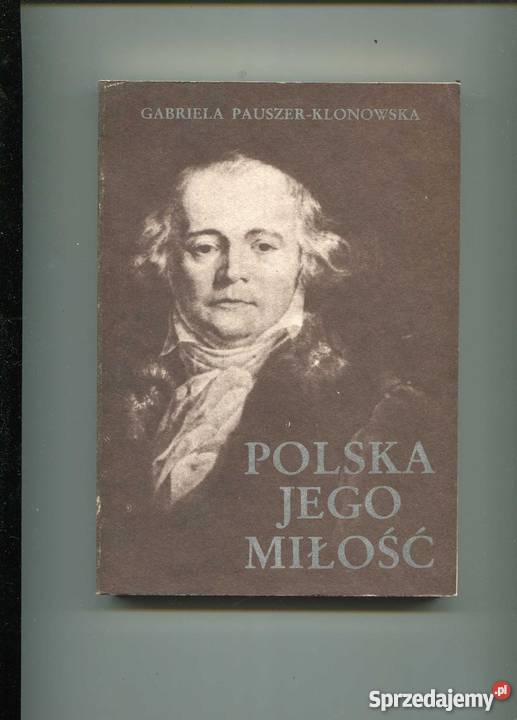 GABRIELA PAUSZER-KLONOWSKA
POLSKA
JEGO
MIŁOŚĆ
Sprzedajemy.pl